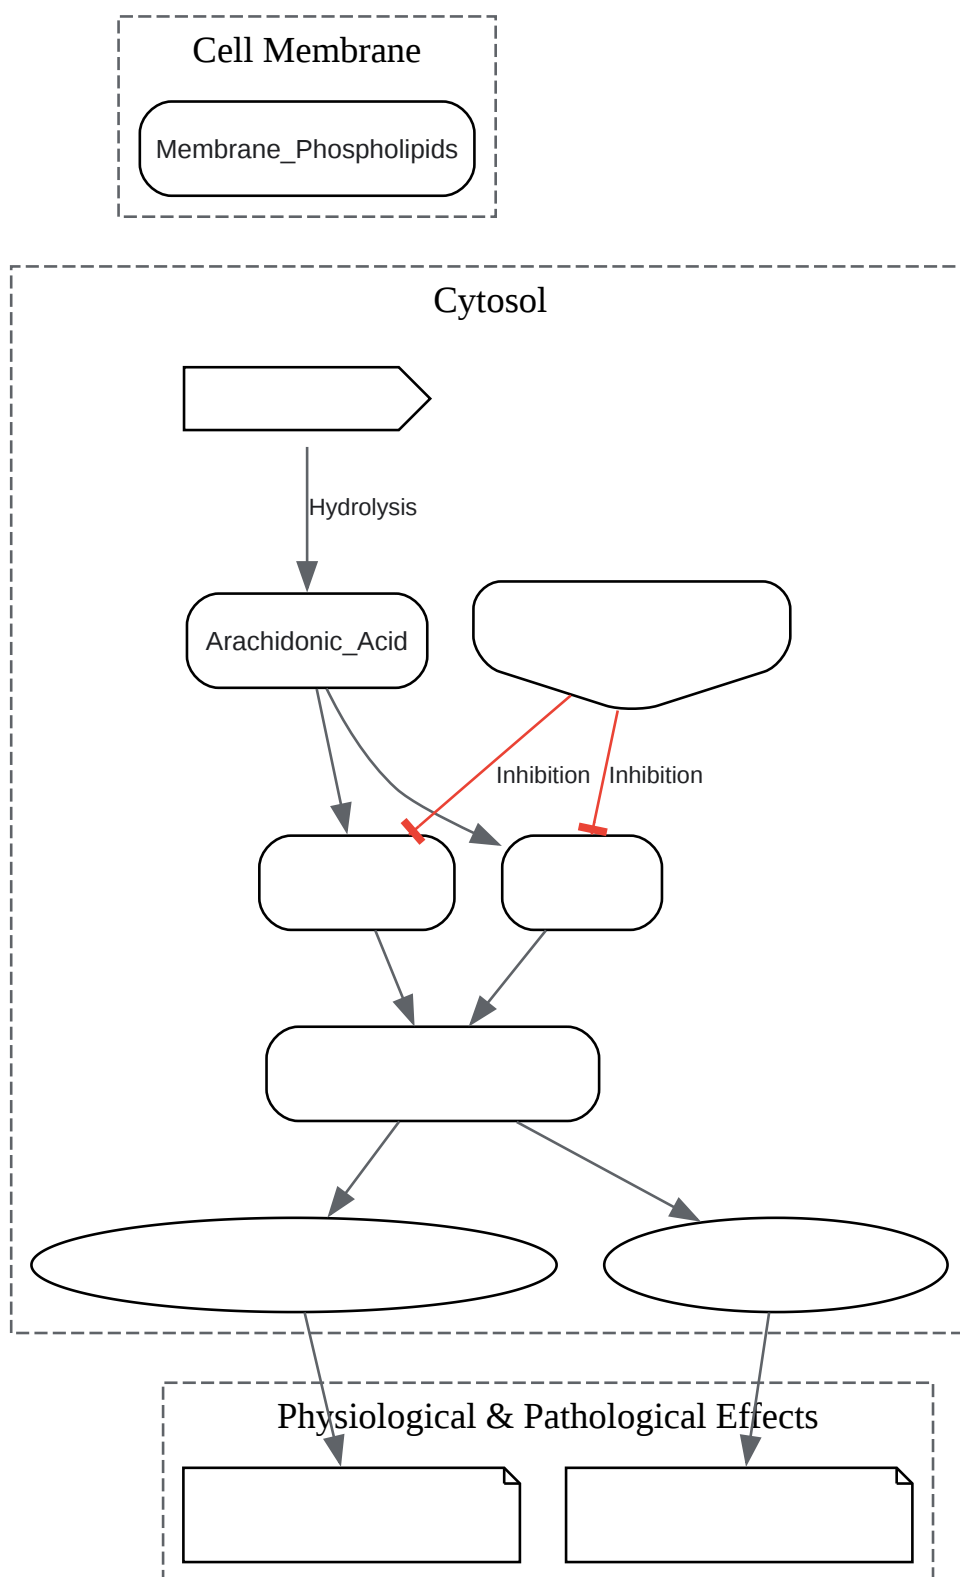 Cell Membrane
Membrane_Phospholipids
Cytosol
Hydrolysis
Arachidonic_Acid
Inhibition
Inhibition
Physiological & Pathological Effects